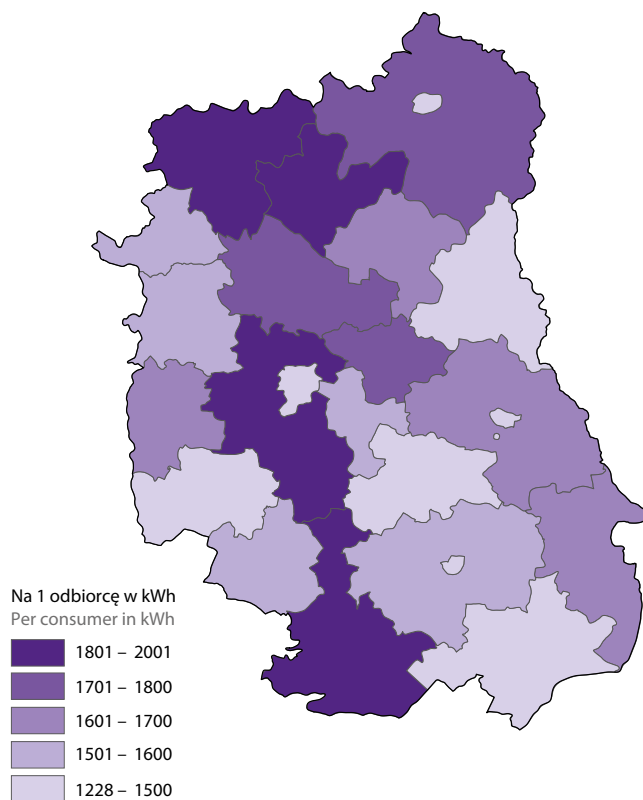 Na 1 odbiorcę w kWh
Per consumer in kWh
1801 – 2001
1701 – 1800
1601 – 1700
1501 – 1600
1228 – 1500